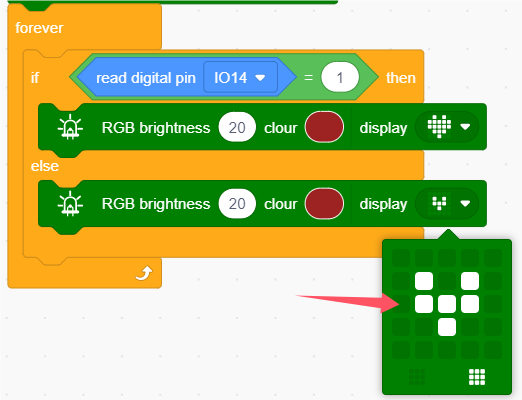 forever
if read digital pin IO14 = 1 then
RGB brightness 20 clour display
else
RGB brightness 20 clour display